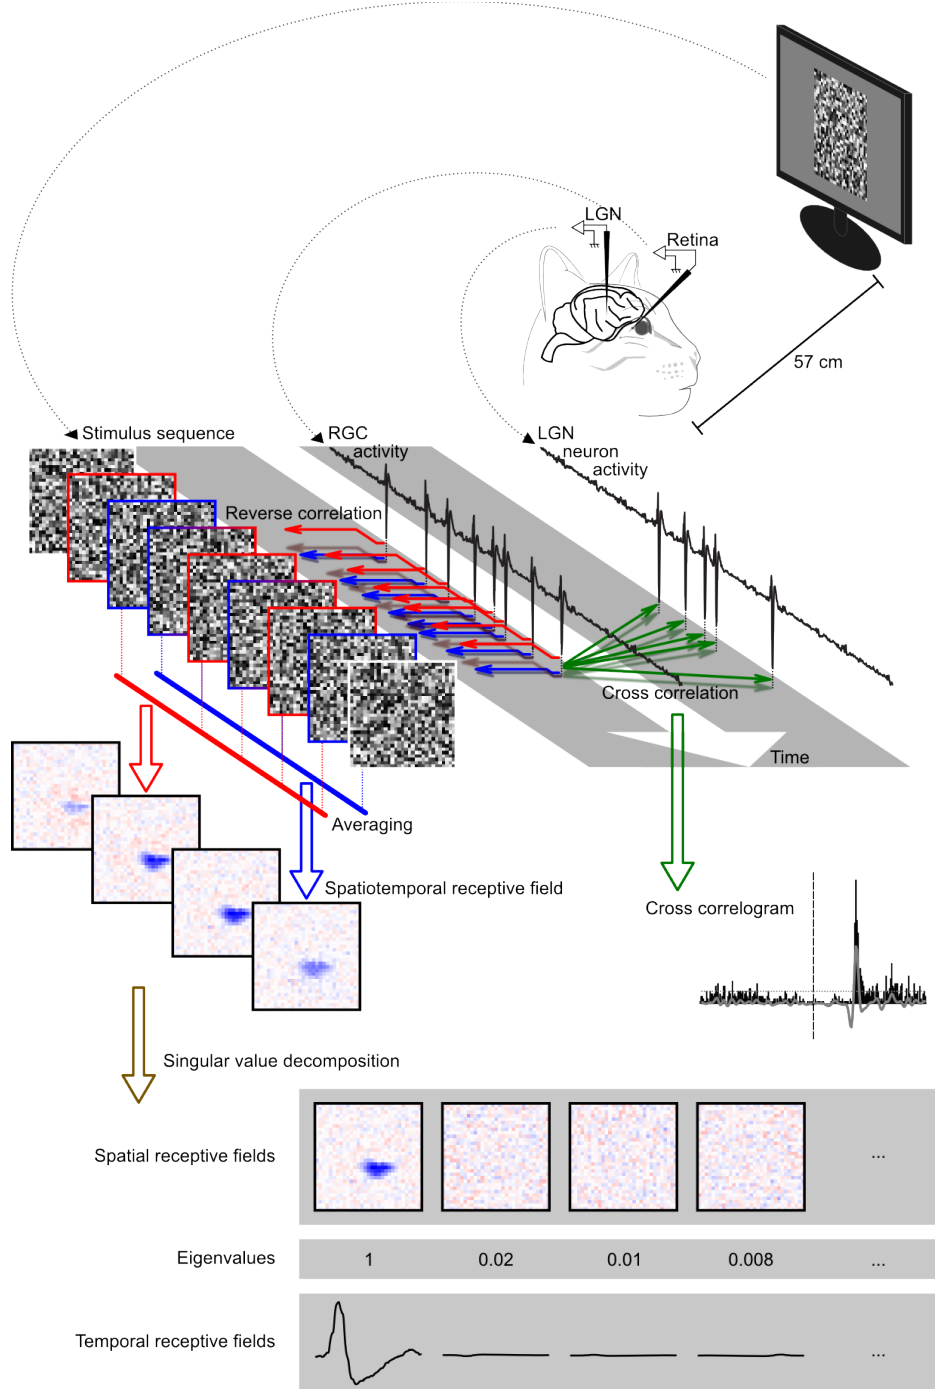 LGN
Retina
57 cm
Stimulus sequence
RGC
activity
LGN
neuron
activity
Reverse correlation
Cross correlation
Time
Averaging
Spatiotemporal receptive field
Cross correlogram
Singular value decomposition
Spatial receptive fields
...
Eigenvalues
1 0.02 0.01 0.008 ...
Temporal receptive fields
...